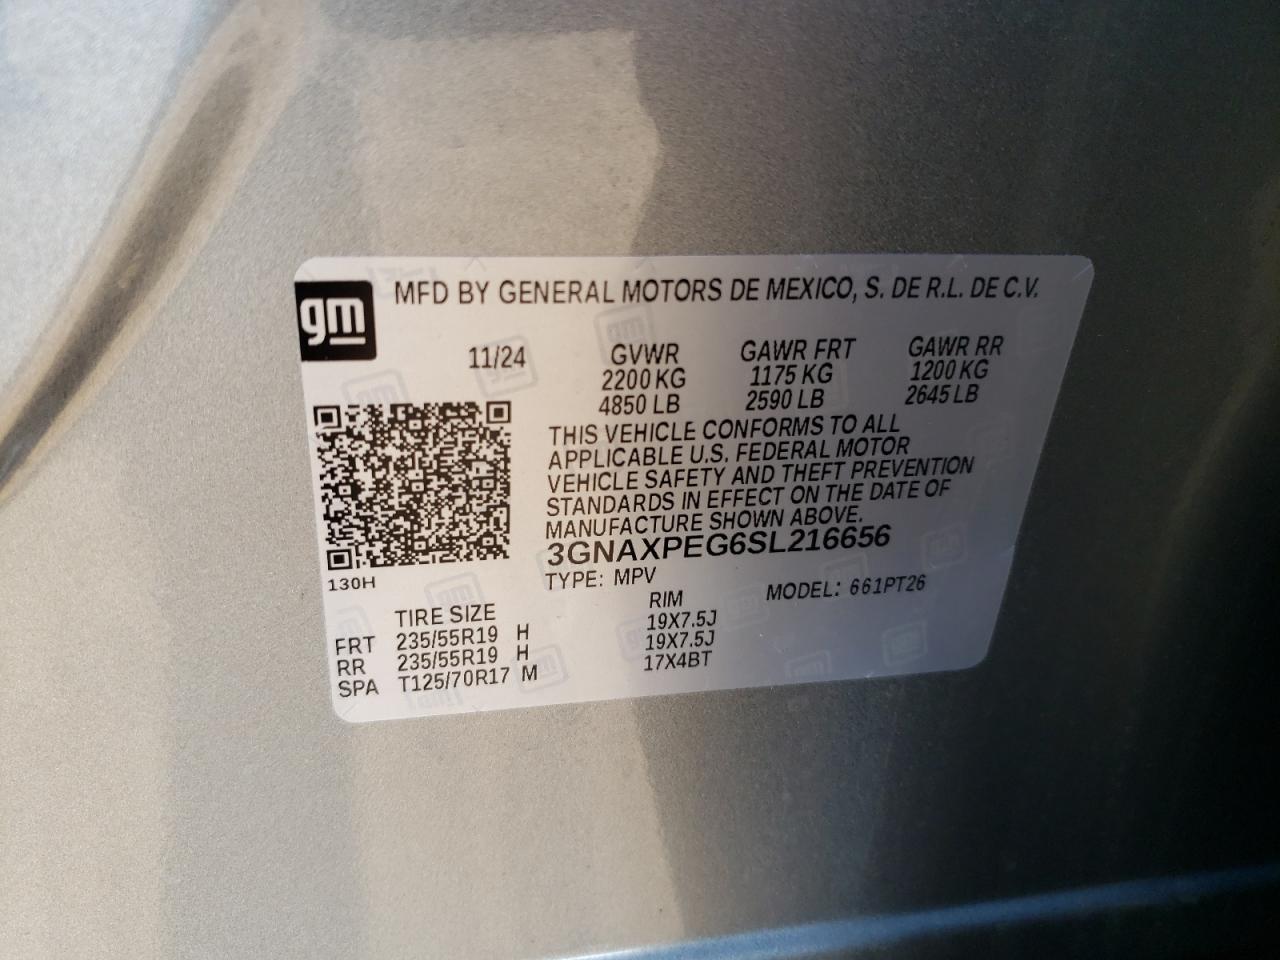 gm
MFD BY GENERAL MOTORS DE MEXICO, S. DE R.L. DE C.V.
11/24 GVWR GAWR FRT GAWR RR
2200 KG 1175 KG 1200 KG
4850 LB 2590 LB 2645 LB
THIS VEHICLE CONFORMS TO ALL
APPLICABLE U.S. FEDERAL MOTOR
VEHICLE SAFETY AND THEFT PREVENTION
STANDARDS IN EFFECT ON THE DATE OF
MANUFACTURE SHOWN ABOVE.
3GNAXPEG6SL216656
130H
TYPE: MPV MODEL: 661PT26
TIRE SIZE RIM
FRT 235/55R19 H 19X7.5J
RR 235/55R19 H 19X7.5J
SPA T125/70R17 M 17X4BT